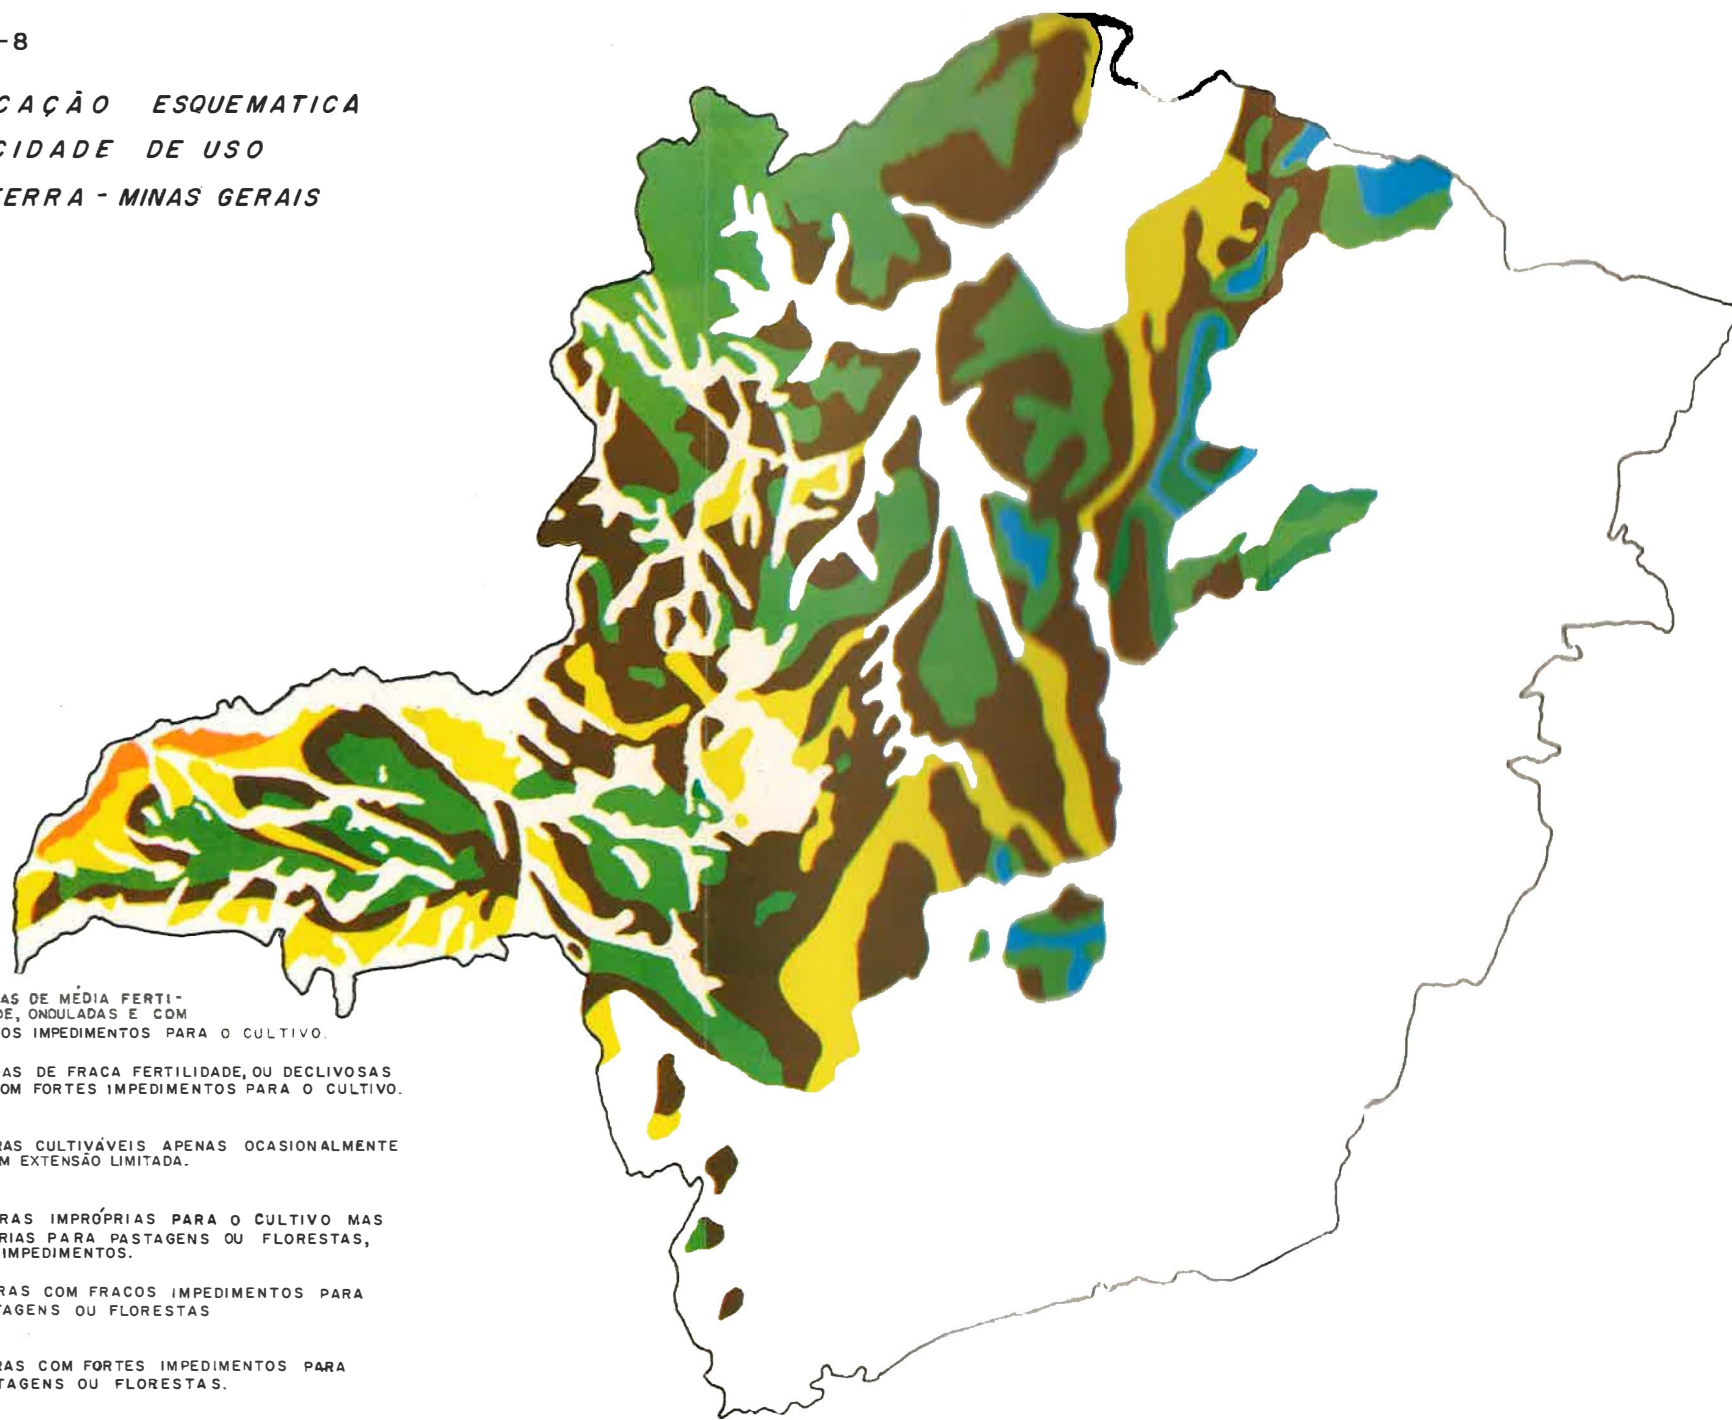 -8
CAÇÃO ESQUEMATICA
CIDADE DE USO
TERRA - MINAS GERAIS
AS DE MÉDIA FERTI-
DE, ONDULADAS E COM
OS IMPEDIMENTOS PARA O CULTIVO.
AS DE FRACA FERTILIDADE, OU DECLIVOSAS
OM FORTES IMPEDIMENTOS PARA O CULTIVO.
RAS CULTIVÁVEIS APENAS OCASIONALMENTE
M EXTENSÃO LIMITADA.
RAS IMPRÓPRIAS PARA O CULTIVO MAS
RIAS PARA PASTAGENS OU FLORESTAS,
IMPEDIMENTOS.
RAS COM FRACOS IMPEDIMENTOS PARA
TAGENS OU FLORESTAS
RAS COM FORTES IMPEDIMENTOS PARA
TAGENS OU FLORESTAS.